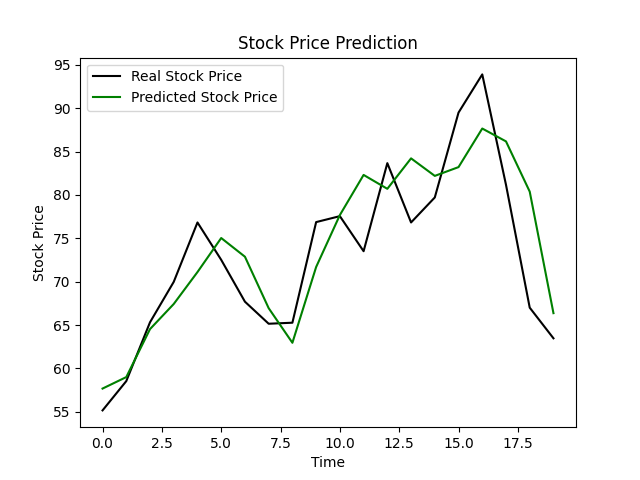 Stock Price Prediction
Real Stock Price
Predicted Stock Price
95
90
85
80
75
70
65
60
55
Stock Price
0.0 2.5 5.0 7.5 10.0 12.5 15.0 17.5
Time